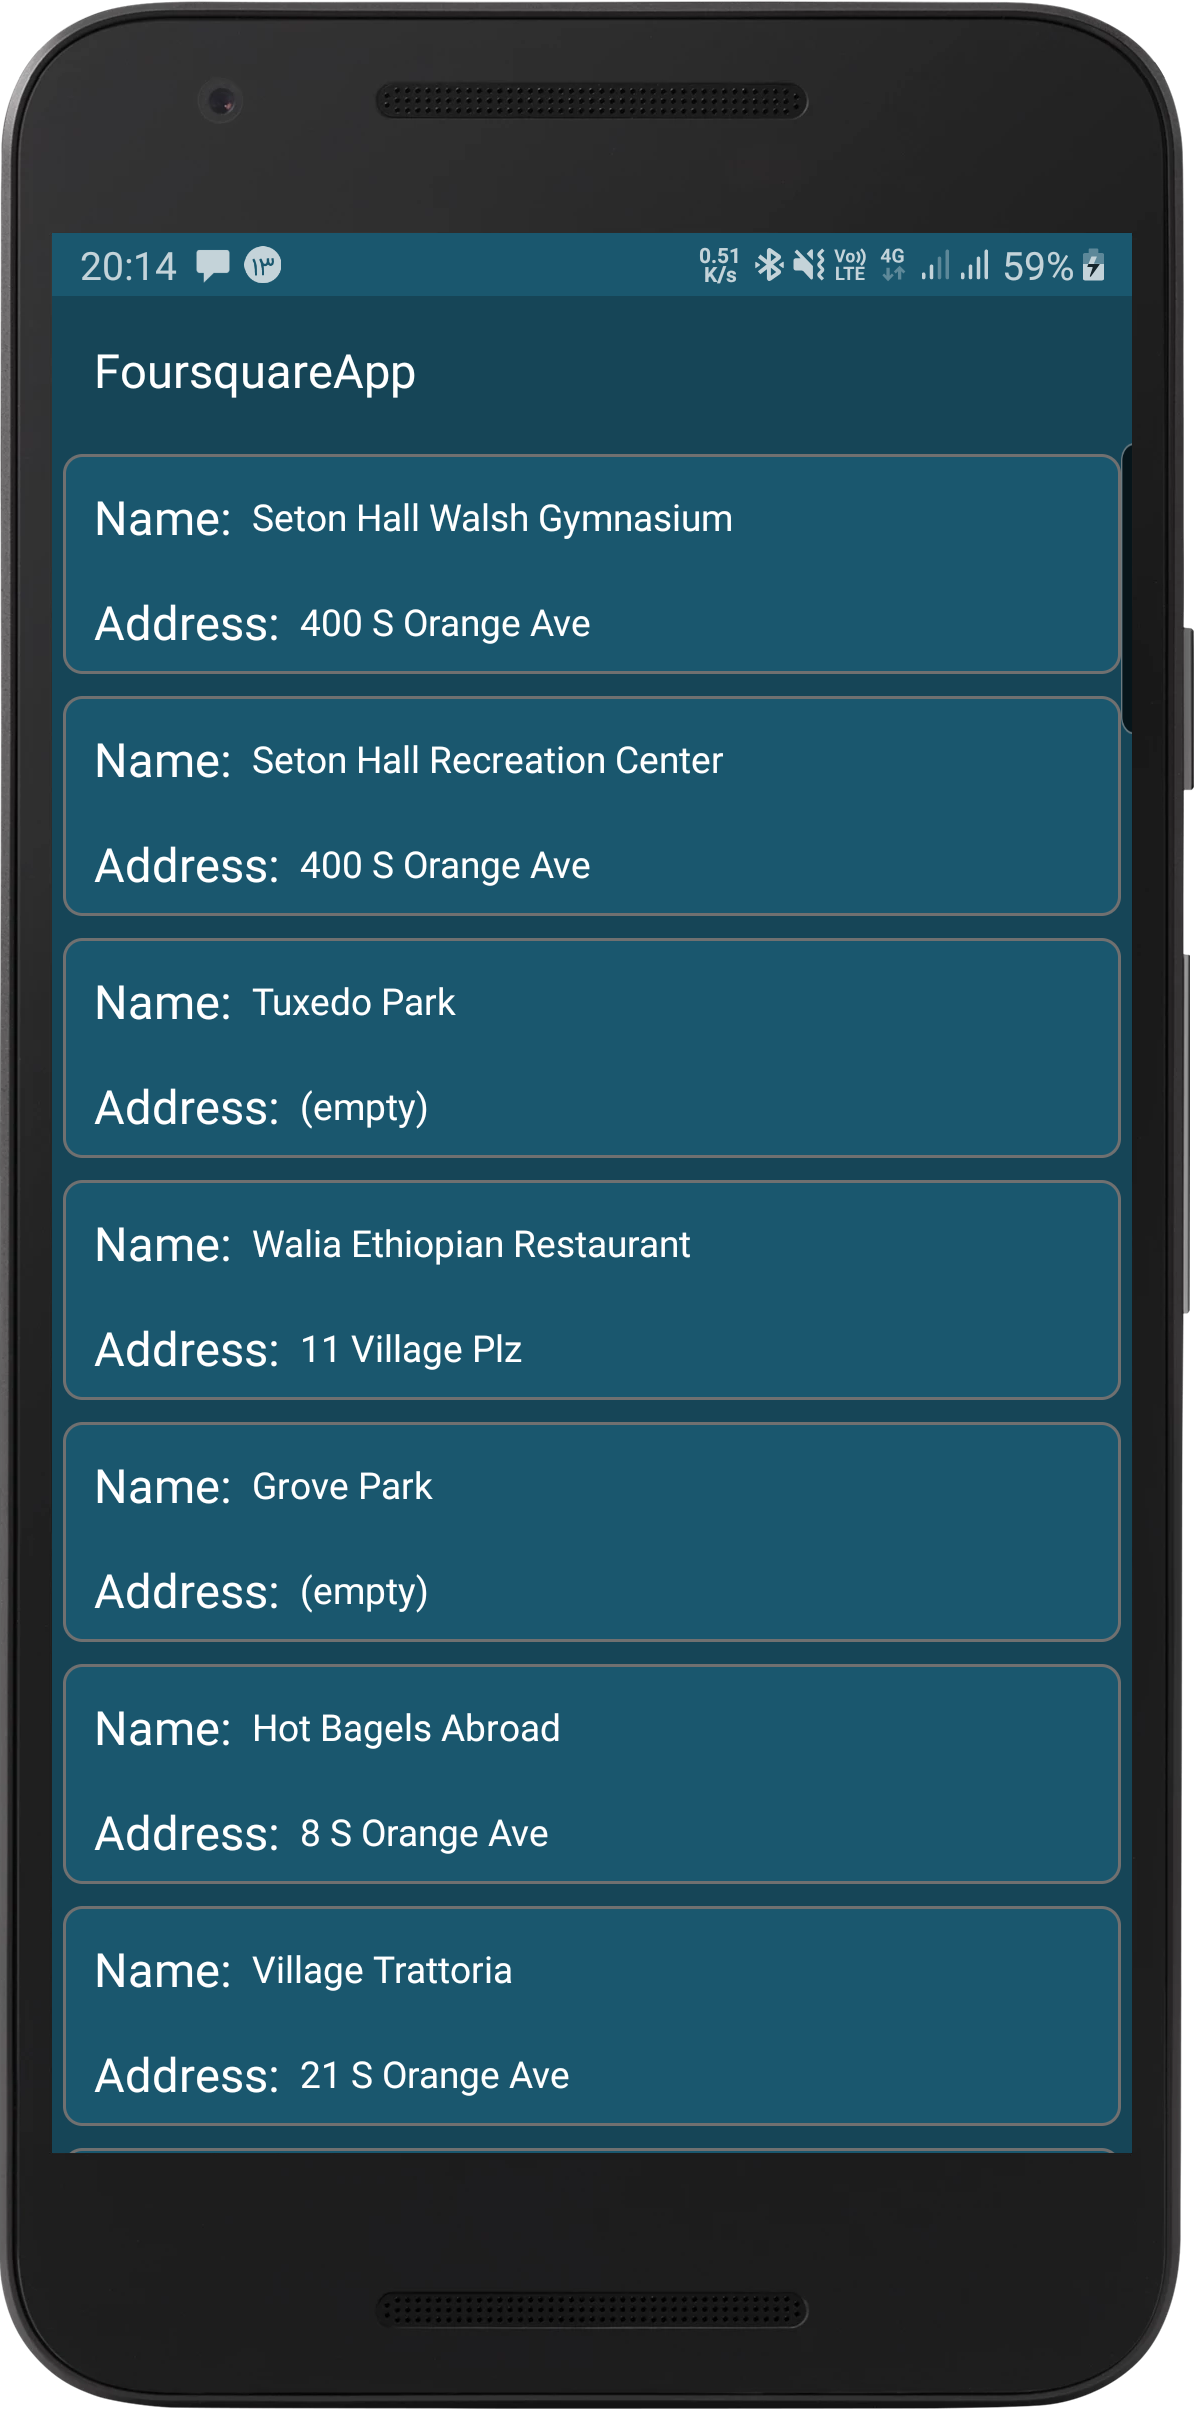 20:14 ۱۳ 0.51 K/s Vo)) LTE 4G 59%
FoursquareApp
Name: Seton Hall Walsh Gymnasium
Address: 400 S Orange Ave
Name: Seton Hall Recreation Center
Address: 400 S Orange Ave
Name: Tuxedo Park
Address: (empty)
Name: Walia Ethiopian Restaurant
Address: 11 Village Plz
Name: Grove Park
Address: (empty)
Name: Hot Bagels Abroad
Address: 8 S Orange Ave
Name: Village Trattoria
Address: 21 S Orange Ave